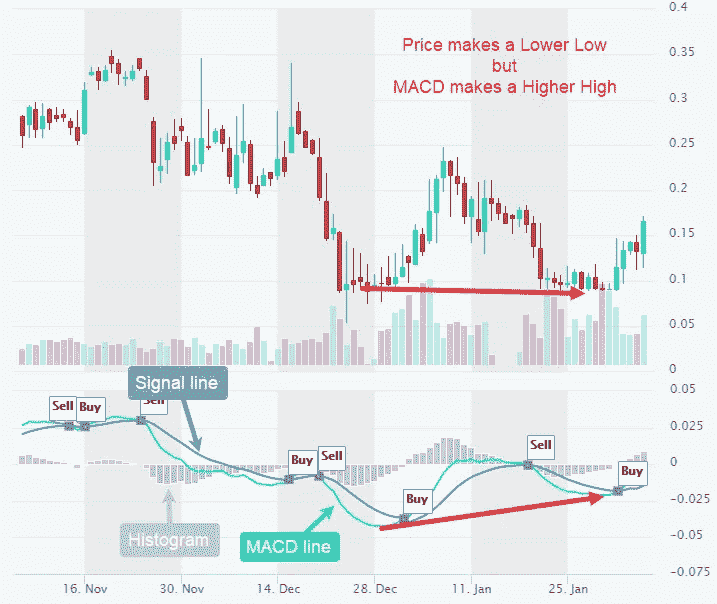 0.4
Price makes a Lower Low
but
MACD makes a Higher High
0.35
0.3
0.25
0.2
0.15
0.1
0.05
0
0.05
Signal line
Sell
Buy
Sell
0.025
Buy
Sell
Sell
0
Buy
Buy
-0.025
Histogram
MACD line
-0.05
-0.075
16. Nov
30. Nov
14. Dec
28. Dec
11. Jan
25. Jan